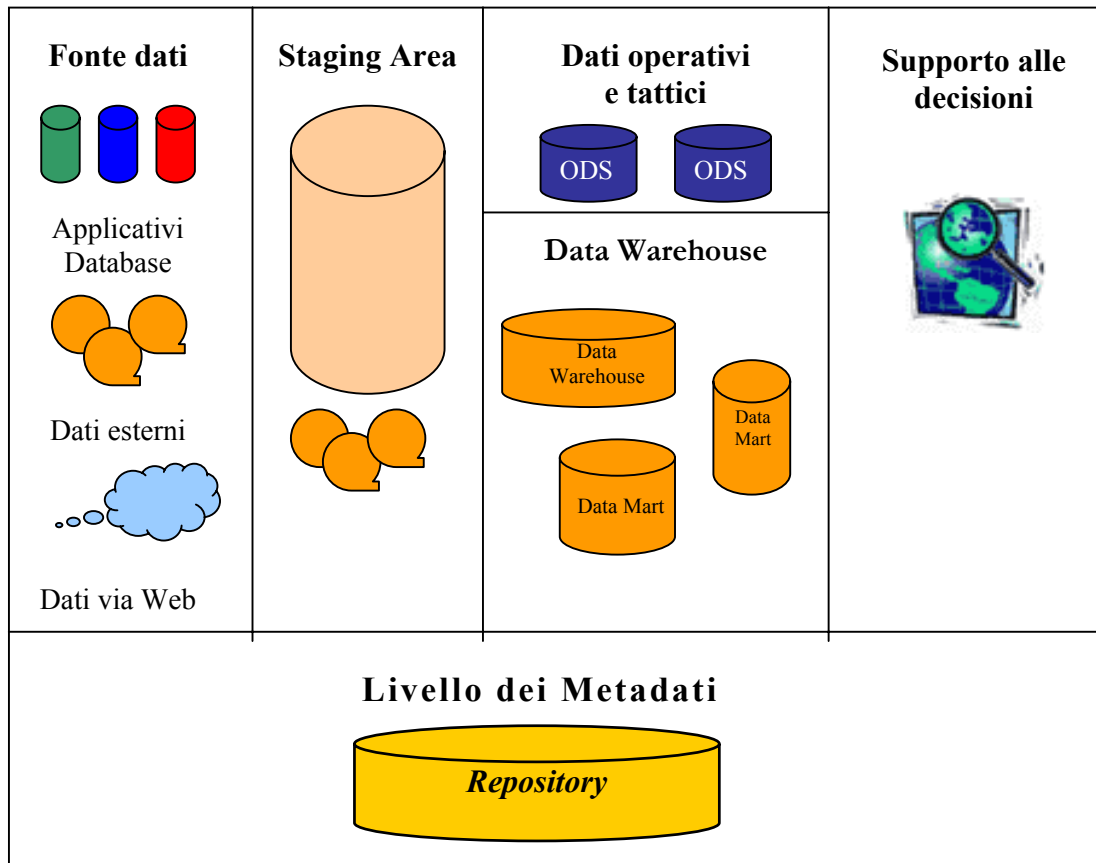 Fonte dati
Applicativi
Database
Dati esterni
Dati via Web
Staging Area
Dati operativi
e tattici
ODS
ODS
Data Warehouse
Data
Warehouse
Data
Mart
Data Mart
Supporto alle
decisioni
Livello dei Metadati
Repository